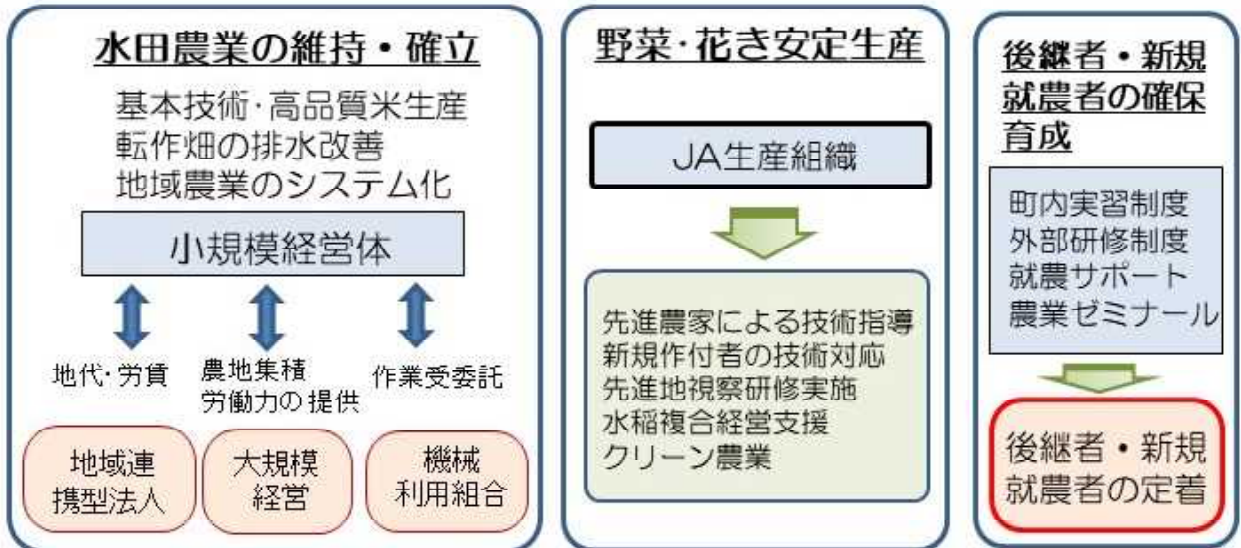 水田農業の維持・確立
基本技術・高品質米生産
転作畑の排水改善
地域農業のシステム化
小規模経営体
地代・労賃
農地集積
労働力の提供
作業受委託
地域連
携型法人
大規模
経営
機械
利用組合
野菜・花き安定生産
JA生産組織
先進農家による技術指導
新規作付者の技術対応
先進地視察研修実施
水稲複合経営支援
クリーン農業
後継者・新規
就農者の確保
育成
町内実習制度
外部研修制度
就農サポート
農業ゼミナール
後継者・新規
就農者の定着